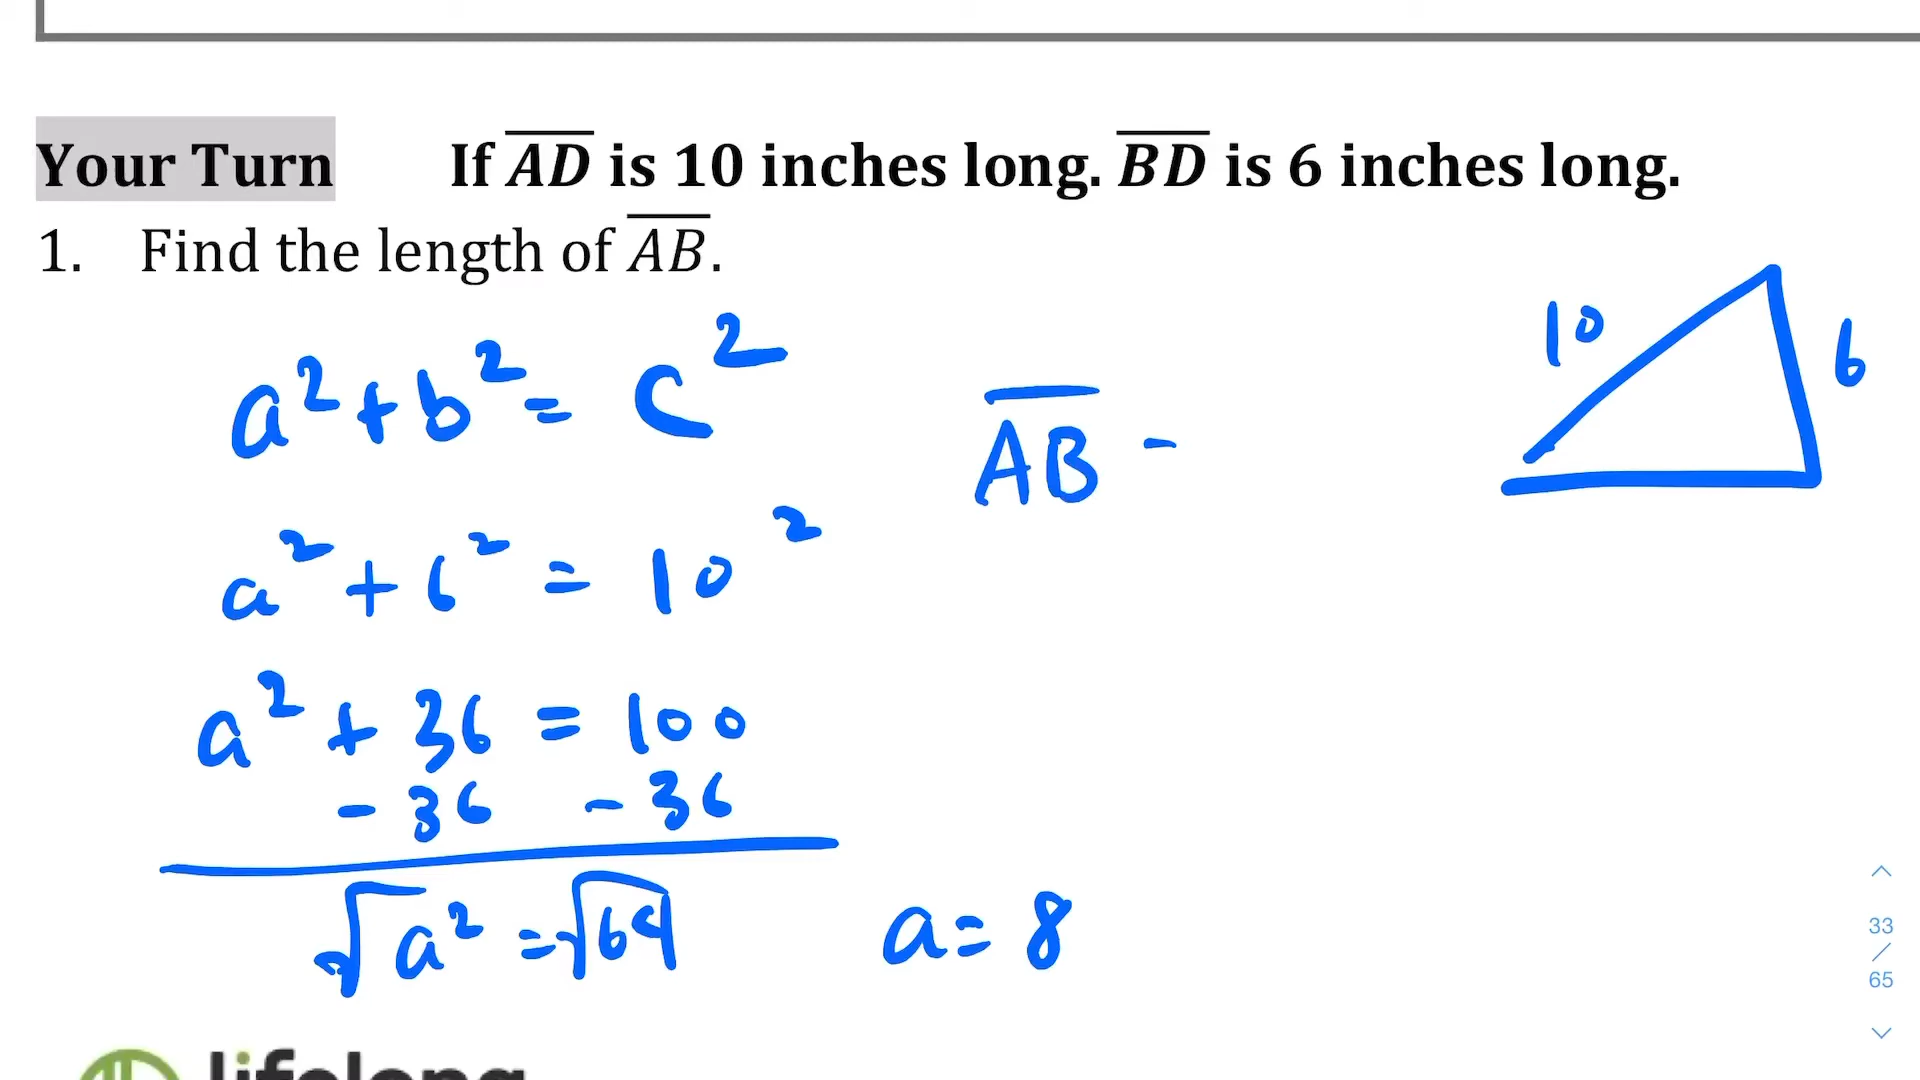 Your Turn If AD is 10 inches long. BD is 6 inches long.
1. Find the length of AB.
a²+b²= c²
AB -
10
6
a² + 6² = 10²
a² + 36 = 100
- 36 - 36
√a² = √64 a = 8
33
/
65
lifelong